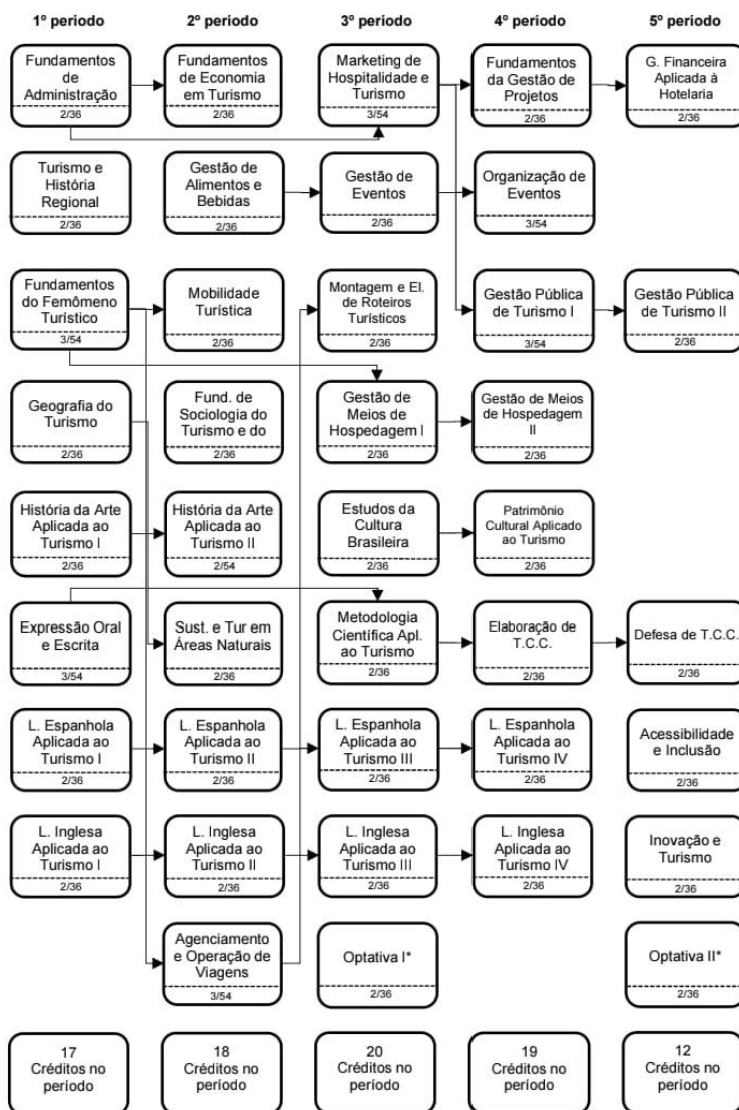 1º periodo
2º periodo
3º periodo
4º periodo
5º periodo
Fundamentos
de
Administração
2/36
Fundamentos
de Economia
em Turismo
2/36
Marketing de
Hospitalidade e
Turismo
3/54
Fundamentos
da Gestão de
Projetos
2/36
G. Financeira
Aplicada à
Hotelaria
2/36
Turismo e
História
Regional
2/36
Gestão de
Alimentos e
Bebidas
2/36
Gestão de
Eventos
2/36
Organização de
Eventos
3/54
Fundamentos
do Femômeno
Turístico
3/54
Mobilidade
Turística
2/36
Montagem e El.
de Roteiros
Turísticos
2/36
Gestão Pública
de Turismo I
3/54
Gestão Pública
de Turismo II
2/36
Geografia do
Turismo
2/36
Fund. de
Sociologia do
Turismo e do
2/36
Gestão de
Meios de
Hospedagem I
2/36
Gestão de Meios
de Hospedagem
II
2/36
História da Arte
Aplicada ao
Turismo I
2/36
História da Arte
Aplicada ao
Turismo II
2/54
Estudos da
Cultura
Brasileira
2/36
Patrimônio
Cultural Aplicado
ao Turismo
2/36
Expressão Oral
e Escrita
3/54
Sust. e Tur em
Áreas Naturais
2/36
Metodologia
Científica Apl.
ao Turismo
2/36
Elaboração de
T.C.C.
2/36
Defesa de T.C.C.
2/36
L. Espanhola
Aplicada ao
Turismo I
2/36
L. Espanhola
Aplicada ao
Turismo II
2/36
L. Espanhola
Aplicada ao
Turismo III
2/36
L. Espanhola
Aplicada ao
Turismo IV
2/36
Acessibilidade
e Inclusão
2/36
L. Inglesa
Aplicada ao
Turismo I
2/36
L. Inglesa
Aplicada ao
Turismo II
2/36
L. Inglesa
Aplicada ao
Turismo III
2/36
L. Inglesa
Aplicada ao
Turismo IV
2/36
Inovação e
Turismo
2/36
Agenciamento
e Operação de
Viagens
3/54
Optativa I*
2/36
Optativa II*
2/36
17
Créditos no
período
18
Créditos no
período
20
Créditos no
período
19
Créditos no
período
12
Créditos no
período